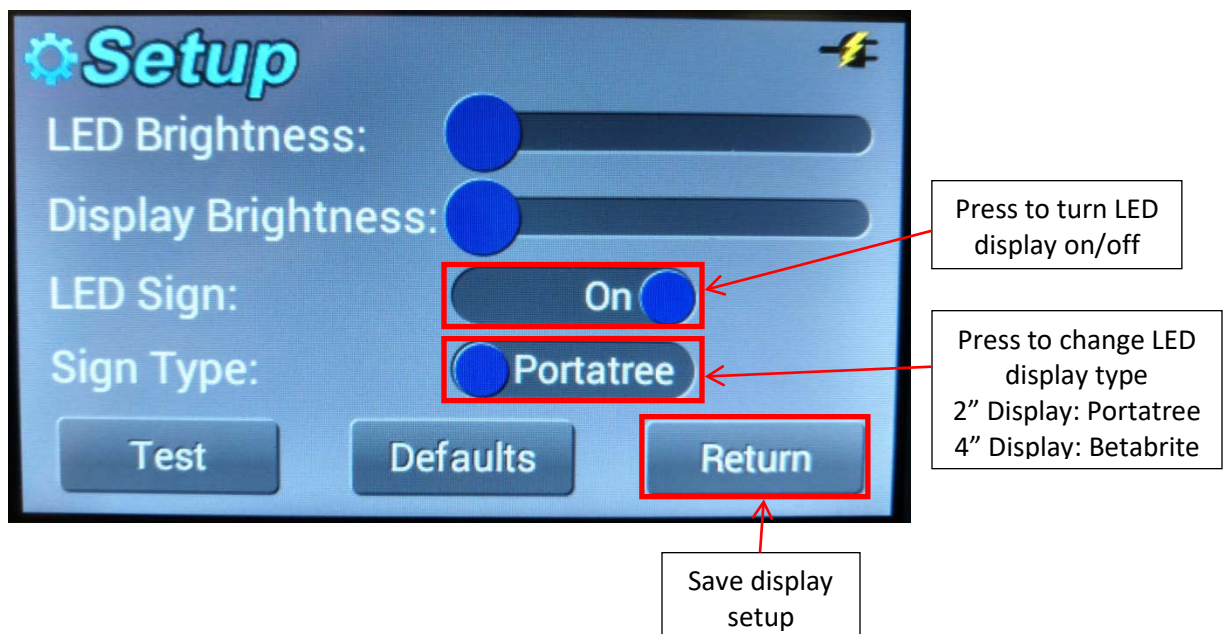 Setup
LED Brightness:
Display Brightness:
LED Sign:
On
Sign Type:
Portatree
Test
Defaults
Return
Press to turn LED
display on/off
Press to change LED
display type
2” Display: Portatree
4” Display: Betabrite
Save display
setup